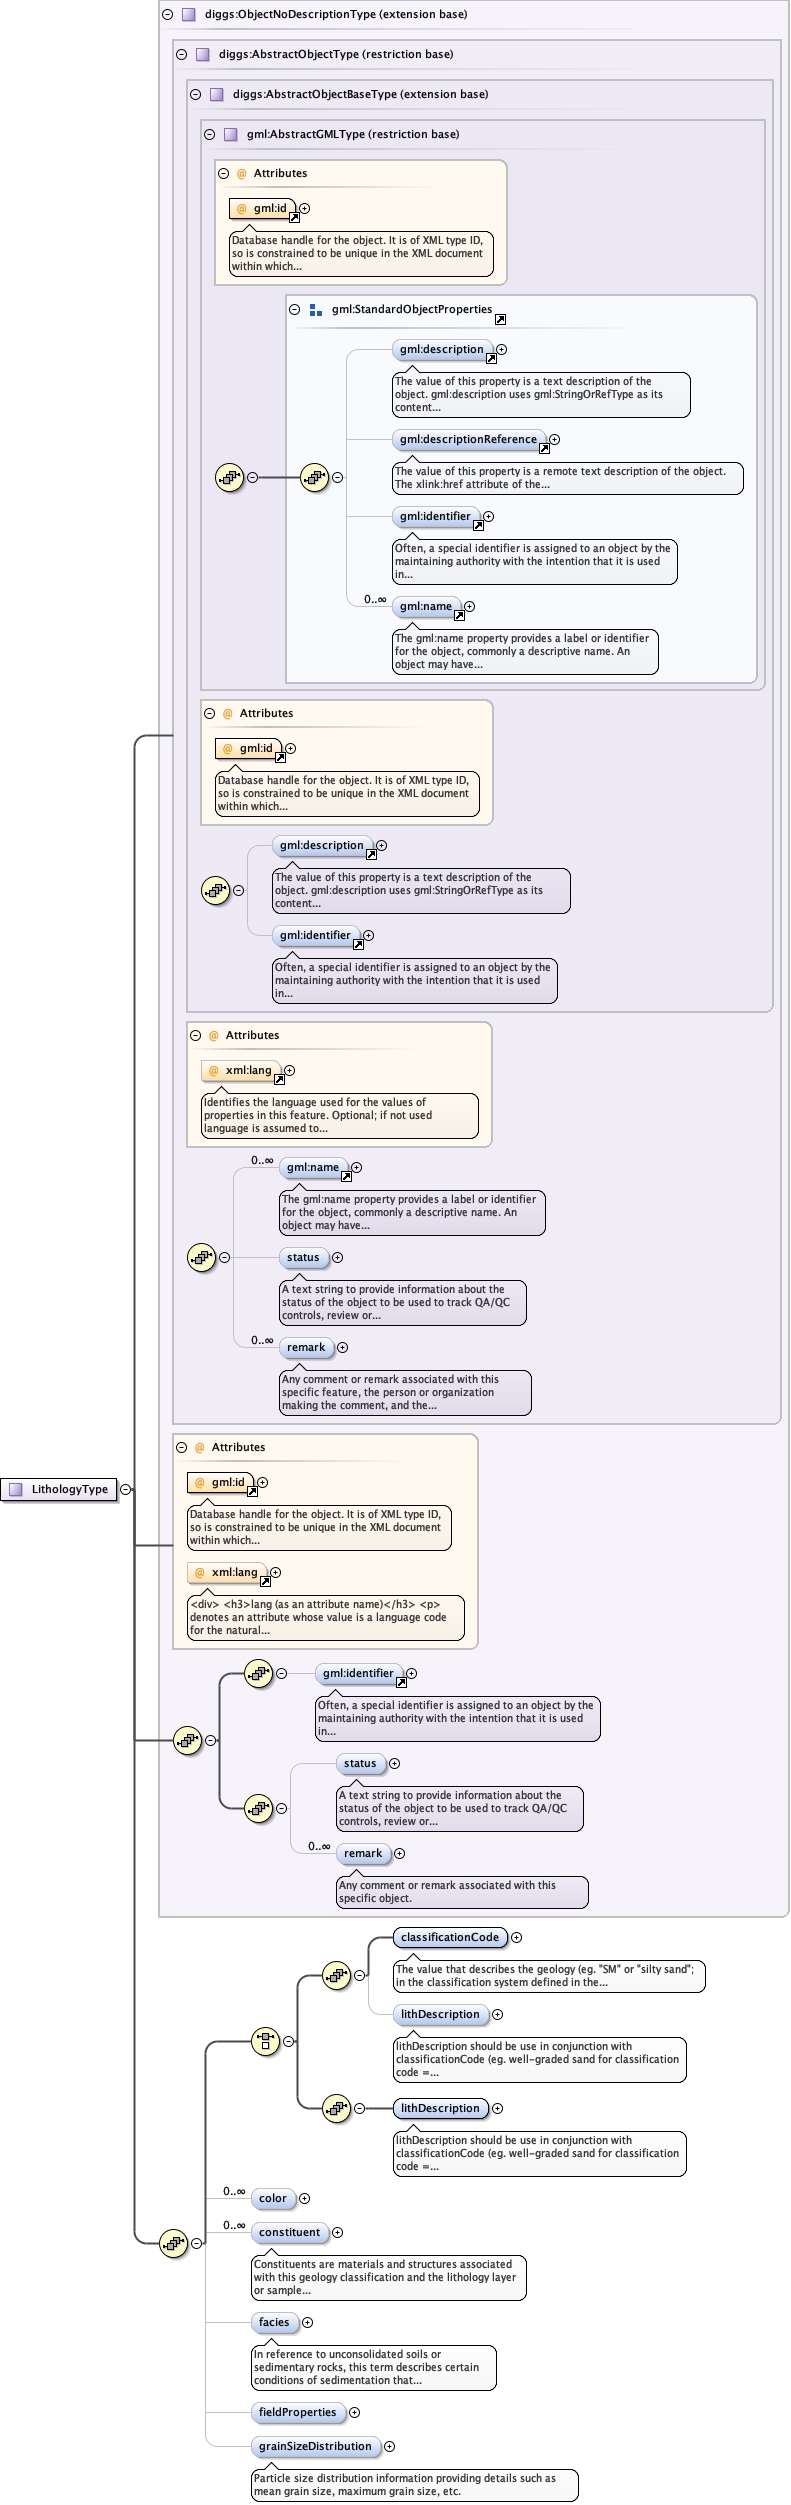 diggs:ObjectNoDescriptionType (extension base)
diggs:AbstractObjectType (restriction base)
diggs:AbstractObjectBaseType (extension base)
gml:AbstractGMLType (restriction base)
@ Attributes
@ gml:id
Database handle for the object. It is of XML type ID,
so is constrained to be unique in the XML document
within which...
gml:StandardObjectProperties
gml:description
The value of this property is a text description of the
object. gml:description uses gml:StringOrRefType as its
content...
gml:descriptionReference
The value of this property is a remote text description of the object.
The xlink:href attribute of the...
gml:identifier
Often, a special identifier is assigned to an object by the
maintaining authority with the intention that it is used
in...
0..∞
gml:name
The gml:name property provides a label or identifier
for the object, commonly a descriptive name. An
object may have...
@ Attributes
@ gml:id
Database handle for the object. It is of XML type ID,
so is constrained to be unique in the XML document
within which...
gml:description
The value of this property is a text description of the
object. gml:description uses gml:StringOrRefType as its
content...
gml:identifier
Often, a special identifier is assigned to an object by the
maintaining authority with the intention that it is used
in...
@ Attributes
@ xml:lang
Identifies the language used for the values of
properties in this feature. Optional; if not used
language is assumed to...
0..∞
gml:name
The gml:name property provides a label or identifier
for the object, commonly a descriptive name. An
object may have...
status
A text string to provide information about the
status of the object to be used to track QA/QC
controls, review or...
0..∞
remark
Any comment or remark associated with this
specific feature, the person or organization
making the comment, and the...
@ Attributes
LithologyType
@ gml:id
Database handle for the object. It is of XML type ID,
so is constrained to be unique in the XML document
within which...
@ xml:lang
<div> <h3>lang (as an attribute name)</h3> <p>
denotes an attribute whose value is a language code
for the natural...
gml:identifier
Often, a special identifier is assigned to an object by the
maintaining authority with the intention that it is used
in...
status
A text string to provide information about the
status of the object to be used to track QA/QC
controls, review or...
0..∞
remark
Any comment or remark associated with this
specific object.
classificationCode
The value that describes the geology (eg. "SM" or "silty sand";
in the classification system defined in the...
lithDescription
lithDescription should be use in conjunction with
classificationCode (eg. well-graded sand for classification
code =...
lithDescription
lithDescription should be use in conjunction with
classificationCode (eg. well-graded sand for classification
code =...
0..∞
color
0..∞
constituent
Constituents are materials and structures associated
with this geology classification and the lithology layer
or sample...
facies
In reference to unconsolidated soils or
sedimentary rocks, this term describes certain
conditions of sedimentation that...
fieldProperties
grainSizeDistribution
Particle size distribution information providing details such as
mean grain size, maximum grain size, etc.